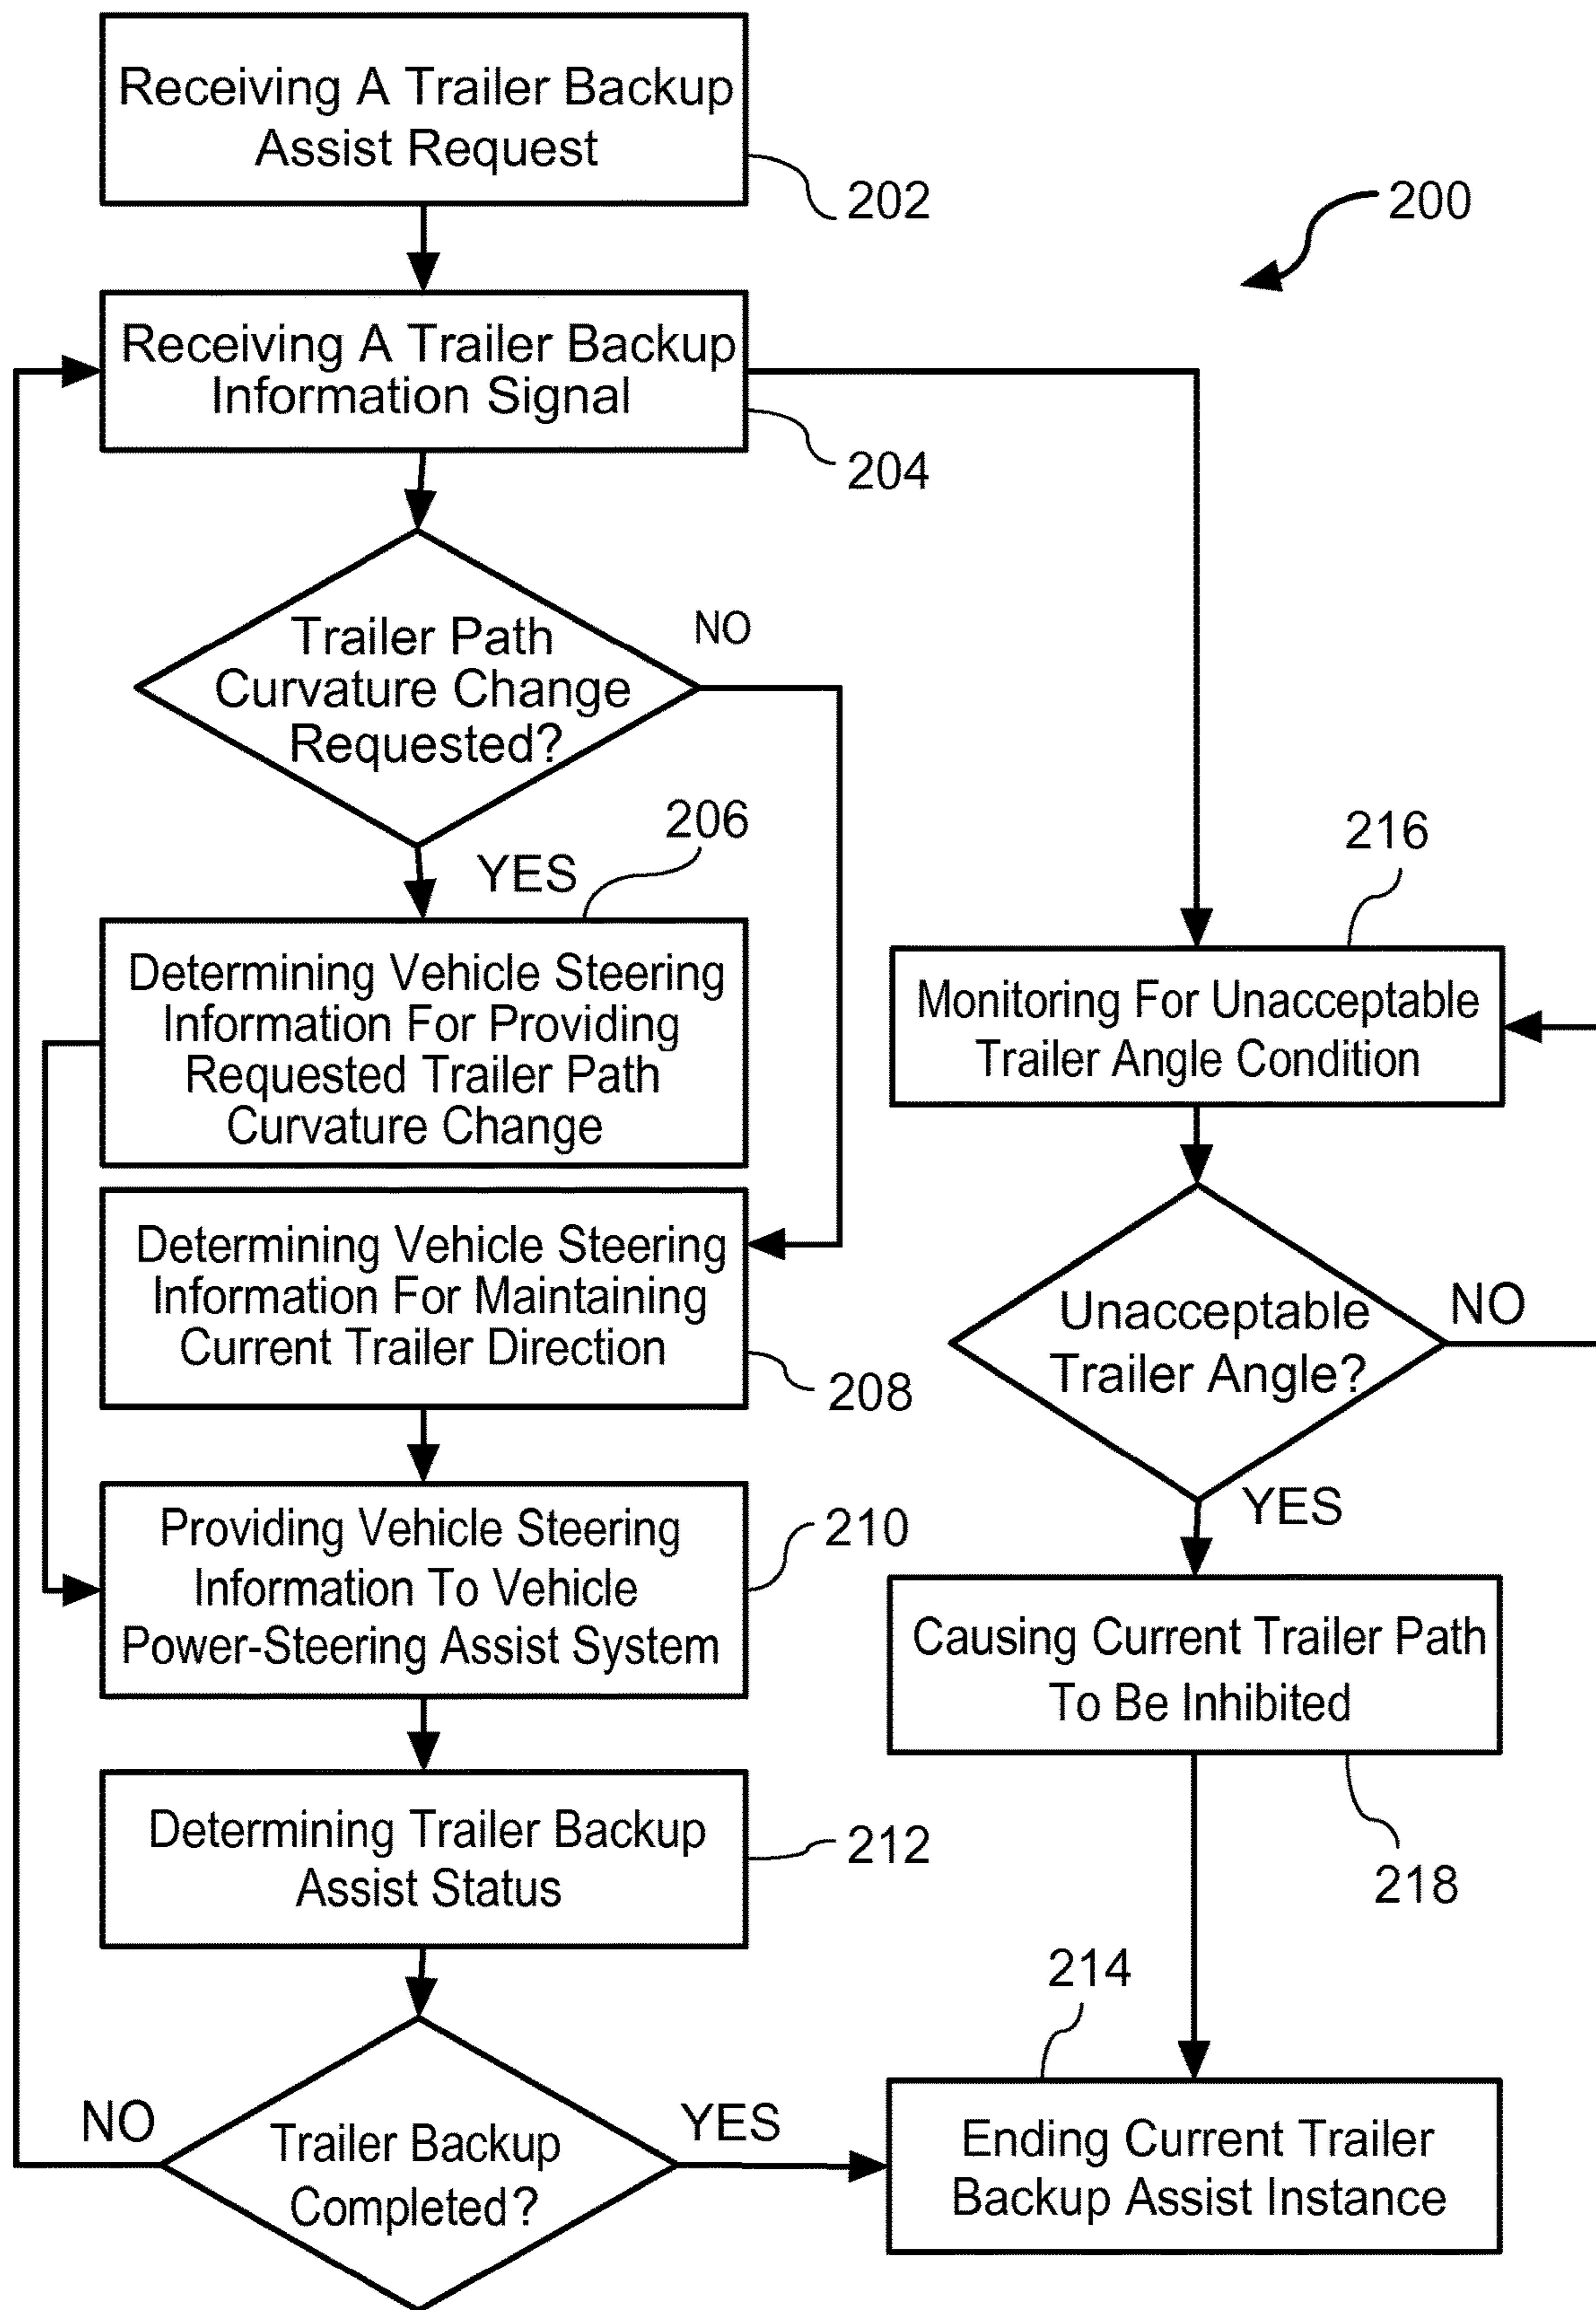 Receiving A Trailer Backup
Assist Request
202
200
Receiving A Trailer Backup
Information Signal
204
Trailer Path
Curvature Change
Requested?
NO
YES
206
Determining Vehicle Steering
Information For Providing
Requested Trailer Path
Curvature Change
Determining Vehicle Steering
Information For Maintaining
Current Trailer Direction
208
Providing Vehicle Steering
Information To Vehicle
Power-Steering Assist System
210
Determining Trailer Backup
Assist Status
212
Trailer Backup
Completed?
NO
YES
216
Monitoring For Unacceptable
Trailer Angle Condition
Unacceptable
Trailer Angle?
NO
YES
Causing Current Trailer Path
To Be Inhibited
218
214
Ending Current Trailer
Backup Assist Instance